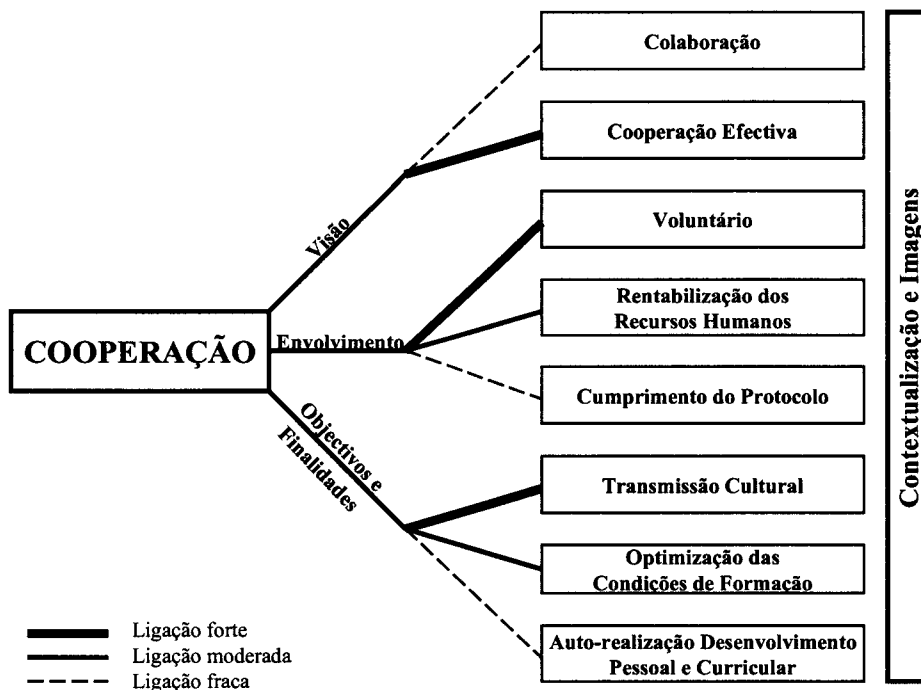 Colaboração
Cooperação Efectiva
Visão
Voluntário
Rentabilização dos
Recursos Humanos
COOPERAÇÃO
Envolvimento
Cumprimento do Protocolo
Objectivos e
Finalidades
Transmissão Cultural
Optimização das
Condições de Formação
Auto-realização Desenvolvimento
Pessoal e Curricular
Contextualização e Imagens
Ligação forte
Ligação moderada
Ligação fraca